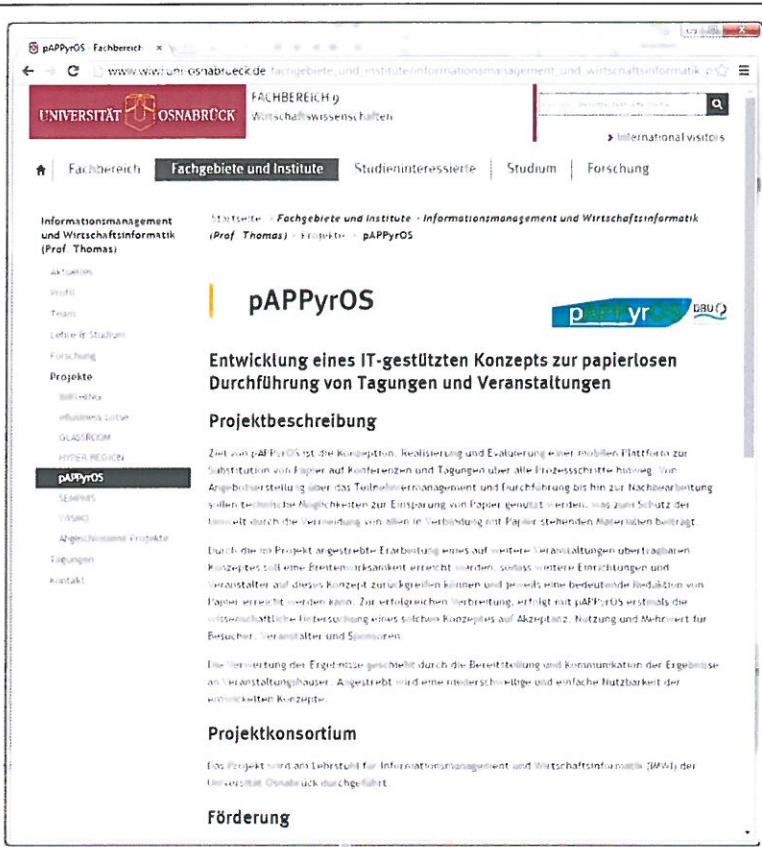 pAPPyrOS - Fachbereich ×
www.wiwi.uni-osnabrueck.de/fachgebiete_und_institute/informationsmanagement_und_wirtschaftsinformatik_p
UNIVERSITÄT OSNABRÜCK
FACHBEREICH 9
Wirtschaftswissenschaften
International visitors
Fachbereich
Fachgebiete und Institute
Studieninteressierte
Studium
Forschung
Informationsmanagement
und Wirtschaftsinformatik
(Prof. Thomas)
Aktuelles
Profil
Team
Lehre & Studium
Forschung
Projekte
eBusiness Lotse
GLASSROOM
HYPER REGION
pAPPyrOS
Abgeschlossene Projekte
Tagungen
Kontakt
Startseite > Fachgebiete und Institute > Informationsmanagement und Wirtschaftsinformatik
(Prof. Thomas) > Projekte > pAPPyrOS
pAPPyrOS
pAPPyrOS DBU
Entwicklung eines IT-gestützten Konzepts zur papierlosen
Durchführung von Tagungen und Veranstaltungen
Projektbeschreibung
Ziel von pAPPyrOS ist die Konzeption, Realisierung und Evaluierung einer mobilen Plattform zur
Substitution von Papier auf Konferenzen und Tagungen über alle Prozessschritte hinweg. Von
Angebotserstellung über das Teilnehmermanagement und Durchführung bis hin zur Nachbearbeitung
sollen technische Möglichkeiten zur Einsparung von Papier genutzt werden, was zum Schutz der
Umwelt durch die Vermeidung von allen in Verbindung mit Papier stehenden Materialien beiträgt.
Durch die im Projekt angestrebte Erarbeitung eines auf weitere Veranstaltungen übertragbaren
Konzeptes soll eine Breitenwirksamkeit erreicht werden, sodass weitere Einrichtungen und
Veranstalter auf dieses Konzept zurückgreifen können und jeweils eine bedeutende Reduktion von
Papier erreicht werden kann. Zur erfolgreichen Verbreitung, erfolgt mit pAPPyrOS erstmals die
wissenschaftliche Untersuchung eines solchen Konzeptes auf Akzeptanz, Nutzung und Mehrwert für
Besucher, Veranstalter und Sponsoren.
Die Verwertung der Ergebnisse geschieht durch die Bereitstellung und Kommunikation der Ergebnisse
an Veranstaltungshäuser. Angestrebt wird eine niederschwellige und einfache Nutzbarkeit der
entwickelten Konzepte.
Projektkonsortium
Das Projekt wird am Lehrstuhl für Informationsmanagement und Wirtschaftsinformatik (IMWI) der
Universität Osnabrück durchgeführt.
Förderung